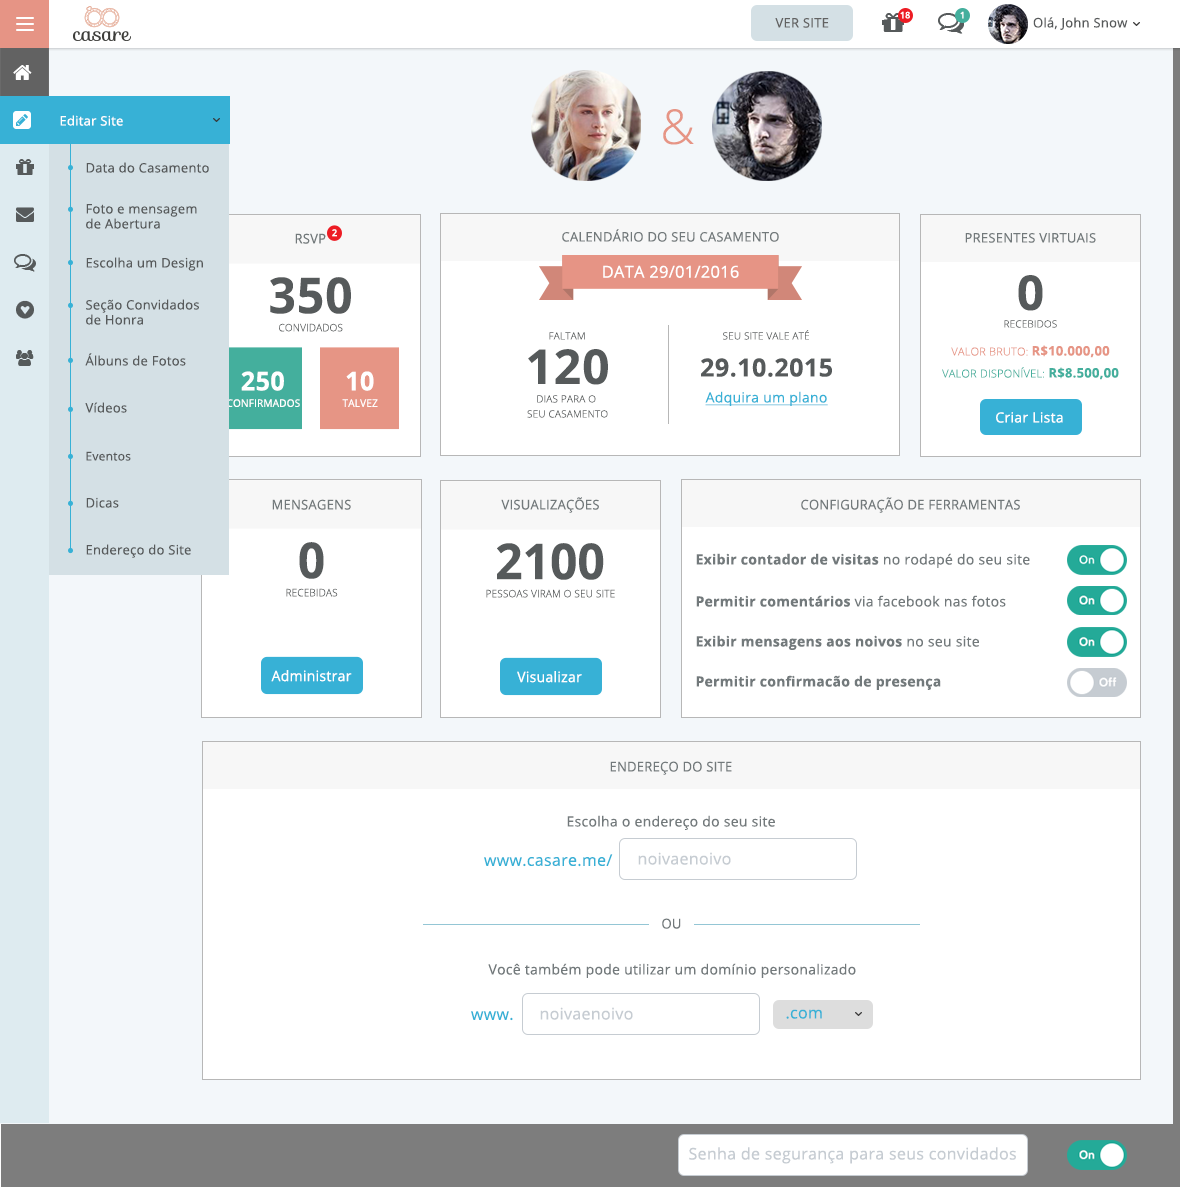 casare
VER SITE
18
1
Olá, John Snow
Editar Site
Data do Casamento
Foto e mensagem
de Abertura
Escolha um Design
Seção Convidados
de Honra
Álbuns de Fotos
Vídeos
Eventos
Dicas
Endereço do Site
&
RSVP 2
350
CONVIDADOS
250
CONFIRMADOS
10
TALVEZ
CALENDÁRIO DO SEU CASAMENTO
DATA 29/01/2016
FALTAM
120
DIAS PARA O
SEU CASAMENTO
SEU SITE VALE ATÉ
29.10.2015
Adquira um plano
PRESENTES VIRTUAIS
0
RECEBIDOS
VALOR BRUTO: R$10.000,00
VALOR DISPONÍVEL: R$8.500,00
Criar Lista
MENSAGENS
0
RECEBIDAS
Administrar
VISUALIZAÇÕES
2100
PESSOAS VIRAM O SEU SITE
Visualizar
CONFIGURAÇÃO DE FERRAMENTAS
Exibir contador de visitas no rodapé do seu site On
Permitir comentários via facebook nas fotos On
Exibir mensagens aos noivos no seu site On
Permitir confirmacão de presença Off
ENDEREÇO DO SITE
Escolha o endereço do seu site
www.casare.me/ noivaenoivo
OU
Você também pode utilizar um domínio personalizado
www. noivaenoivo .com
Senha de segurança para seus convidados On